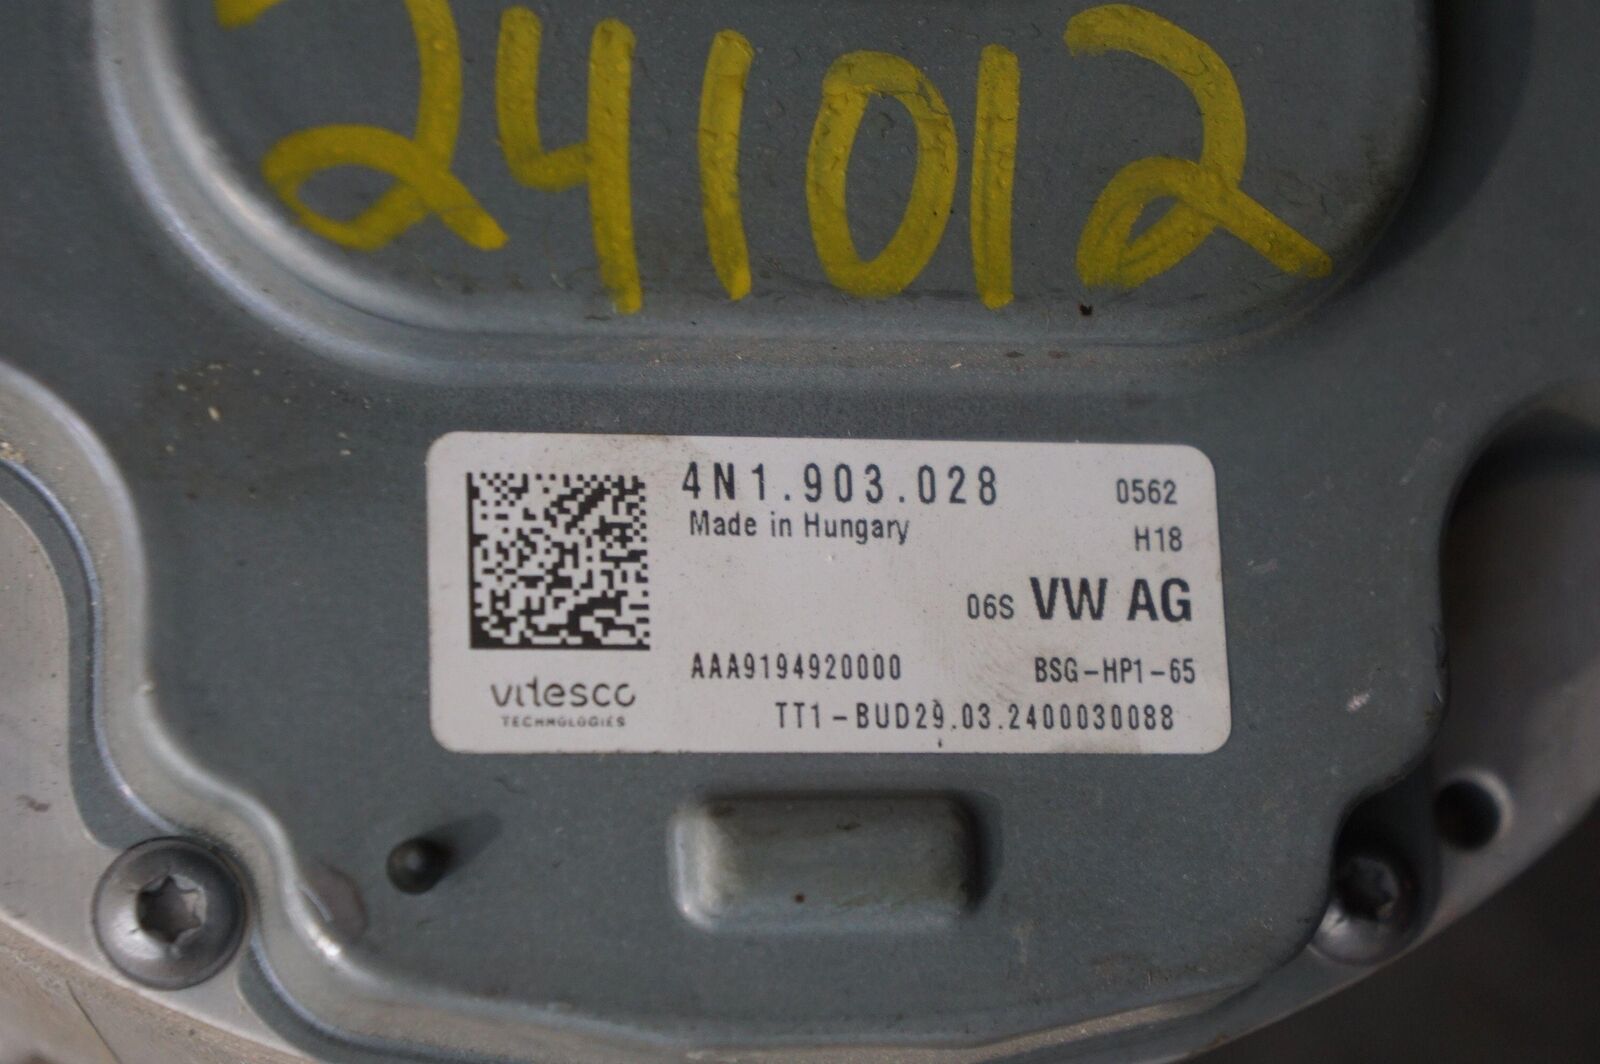 241012
4N1.903.028 0562
Made in Hungary H18
06S VW AG
AAA9194920000 BSG-HP1-65
vitesco
TECHNOLOGIES
TT1-BUD29.03.2400030088